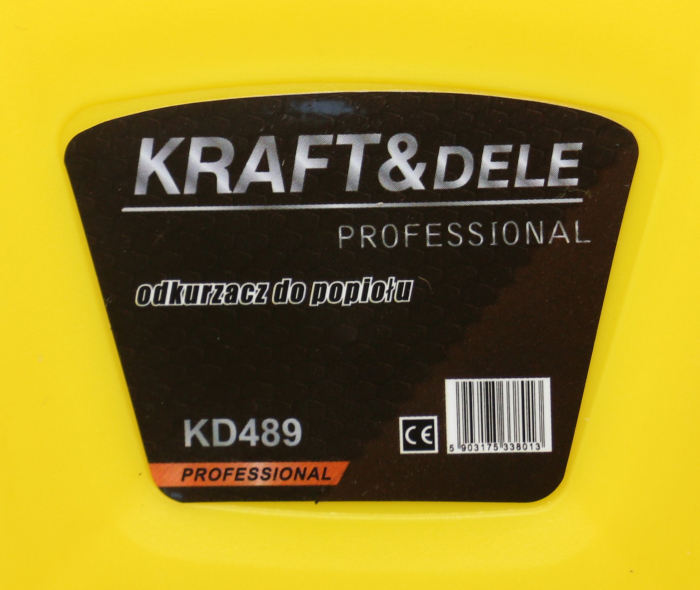 KRAFT&DELE
PROFESSIONAL
odkurzacz do popiołu
KD489
CE
5 903175 338013
PROFESSIONAL